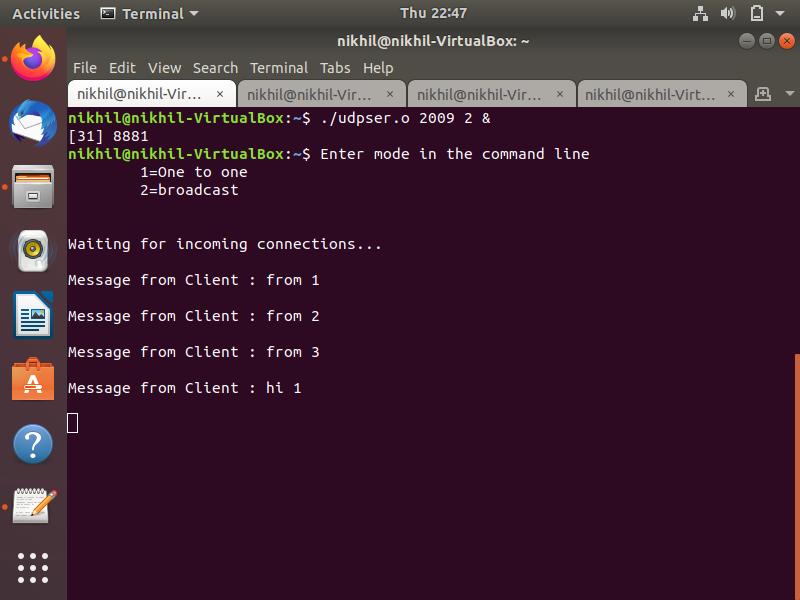 Activities Terminal Thu 22:47
nikhil@nikhil-VirtualBox: ~
File Edit View Search Terminal Tabs Help
nikhil@nikhil-Vir... × nikhil@nikhil-Vir... × nikhil@nikhil-Vir... × nikhil@nikhil-Virt... ×
nikhil@nikhil-VirtualBox:~$ ./udpser.o 2009 2 &
[31] 8881
nikhil@nikhil-VirtualBox:~$ Enter mode in the command line
1=One to one
2=broadcast
Waiting for incoming connections...
Message from Client : from 1
Message from Client : from 2
Message from Client : from 3
Message from Client : hi 1